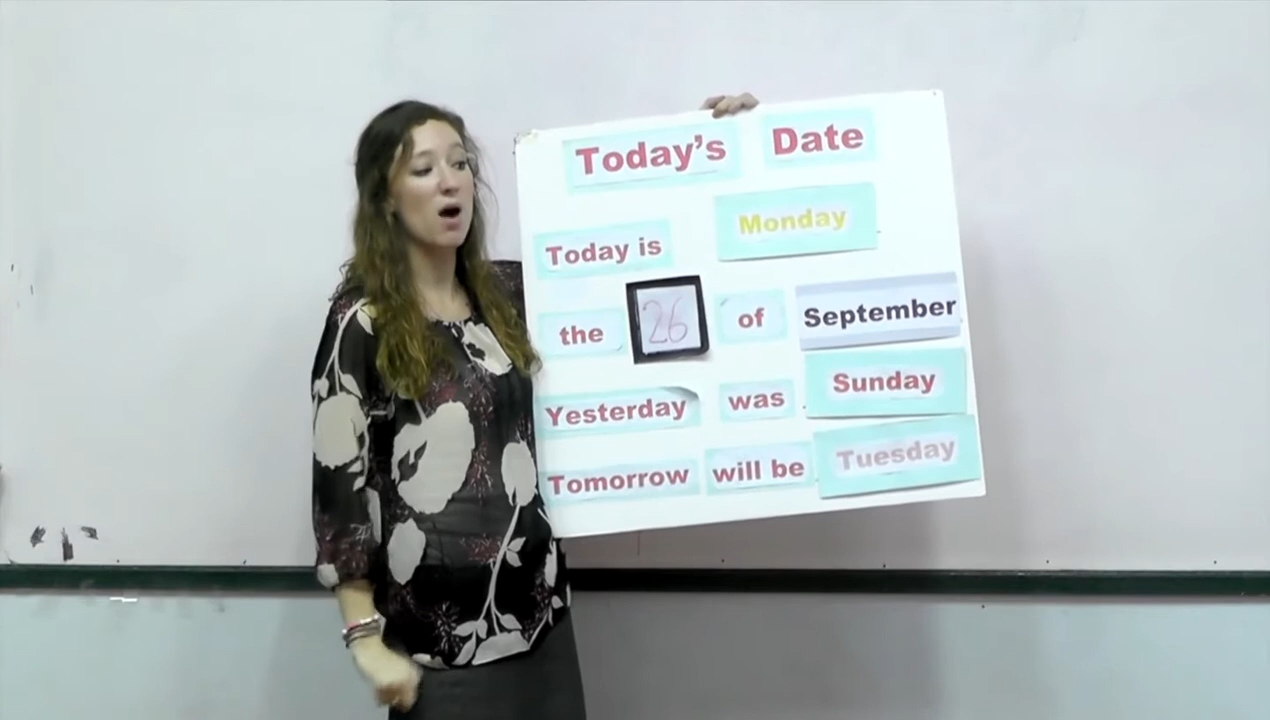 Today's Date
Today is Monday
the 26 of September
Yesterday was Sunday
Tomorrow will be Tuesday